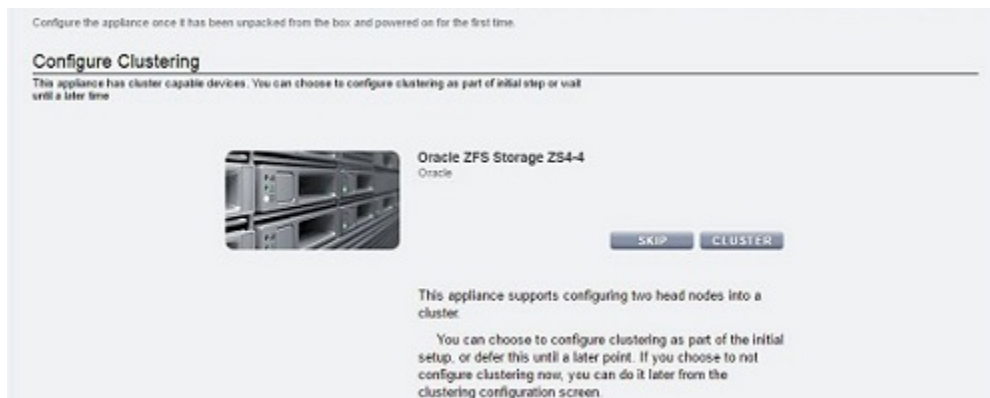 Configure the appliance once it has been unpacked from the box and powered on for the first time.
Configure Clustering
This appliance has cluster capable devices. You can choose to configure clustering as part of initial step or wait
until a later time
Oracle ZFS Storage ZS4-4
Oracle
SKIP CLUSTER
This appliance supports configuring two head nodes into a
cluster.
You can choose to configure clustering as part of the initial
setup, or defer this until a later point. If you choose to not
configure clustering now, you can do it later from the
clustering configuration screen.